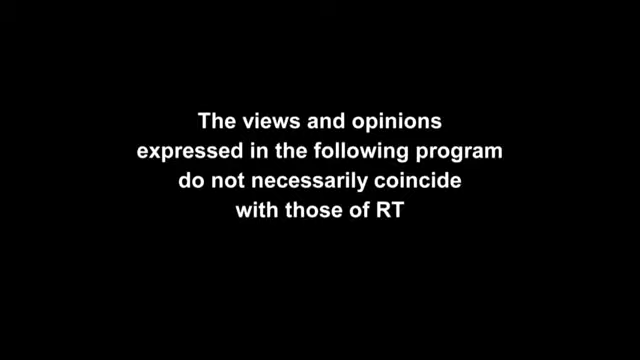 The views and opinions
expressed in the following program
do not necessarily coincide
with those of RT